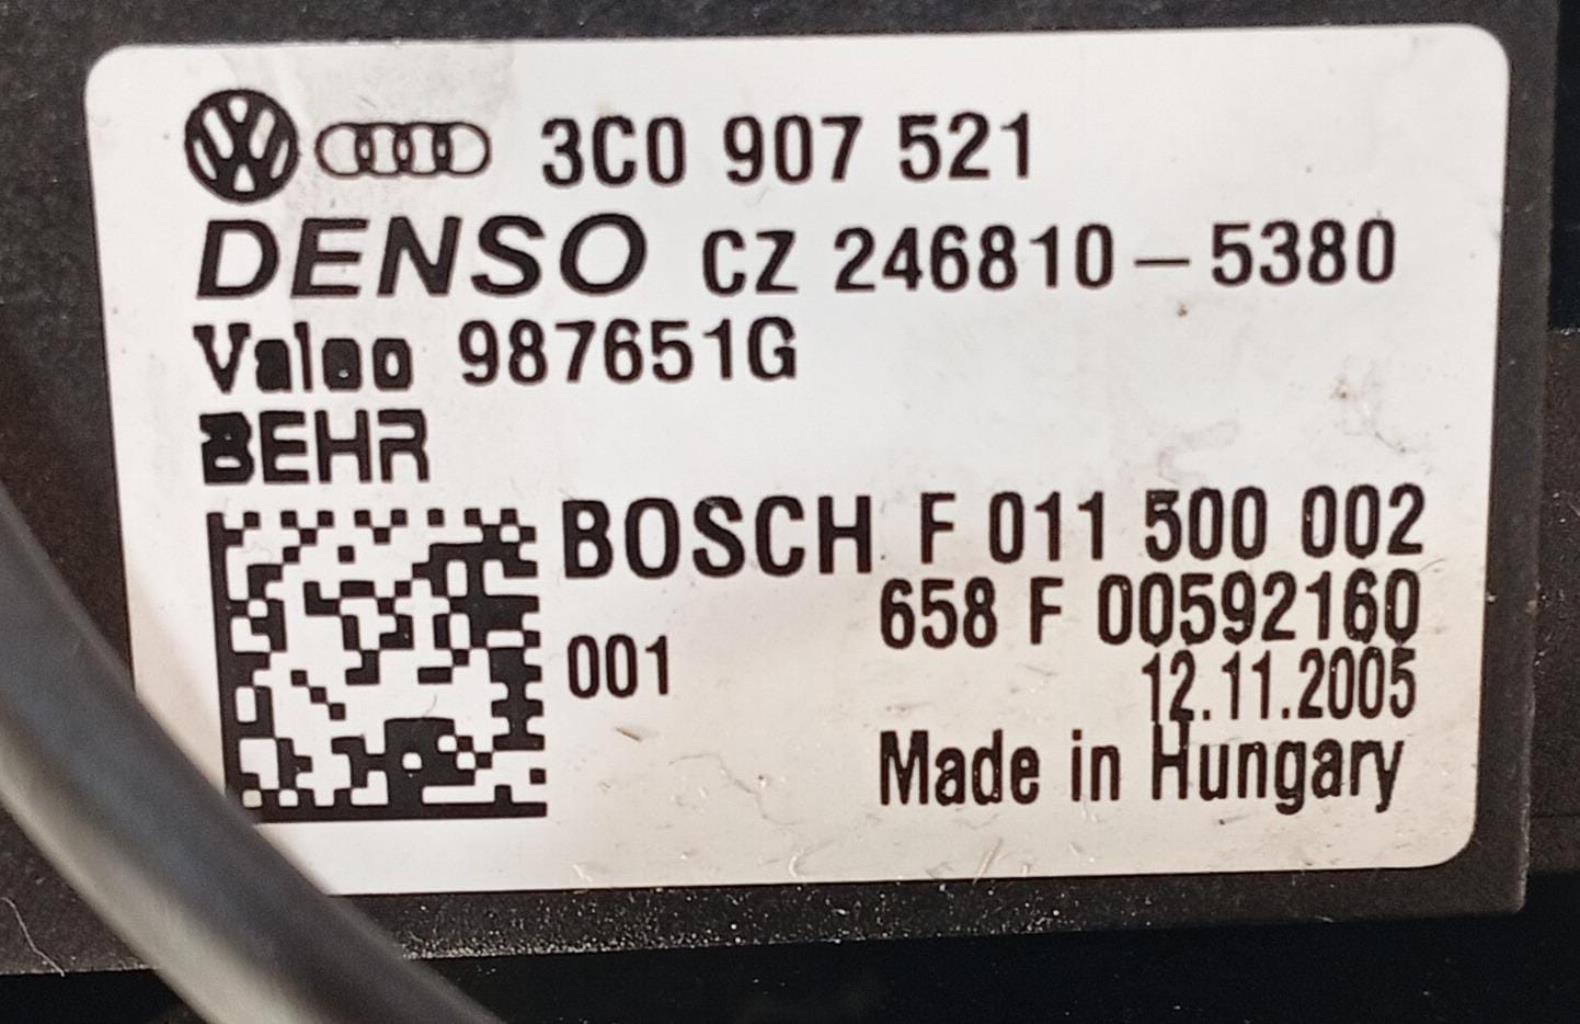 3C0 907 521
DENSO CZ 246810-5380
Valeo 987651G
BEHR
BOSCH F 011 500 002
658 F 00592160
001
12.11.2005
Made in Hungary